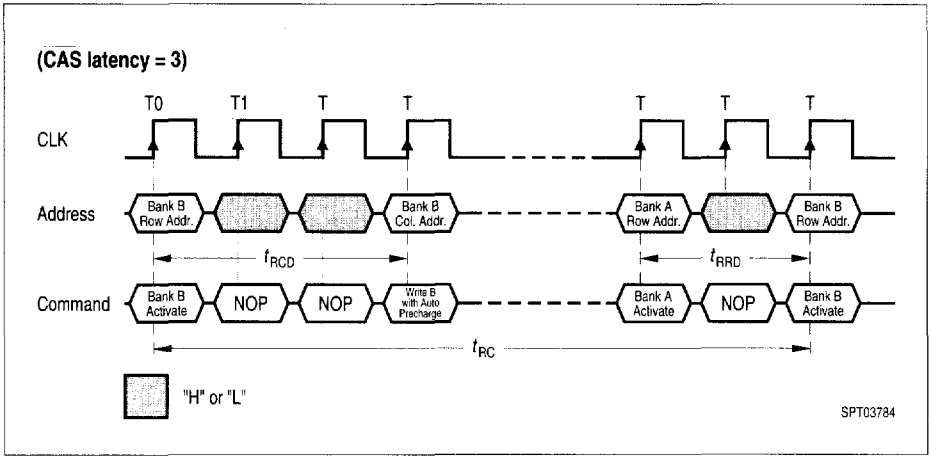 (CAS latency = 3)
T0 T1 T T T T T
CLK
Address
Bank B
Row Addr.
Bank B
Col. Addr.
Bank A
Row Addr.
Bank B
Row Addr.
tRCD
tRRD
Command
Bank B
Activate
NOP
NOP
Write B
with Auto
Precharge
Bank A
Activate
NOP
Bank B
Activate
tRC
"H" or "L"
SPT03784